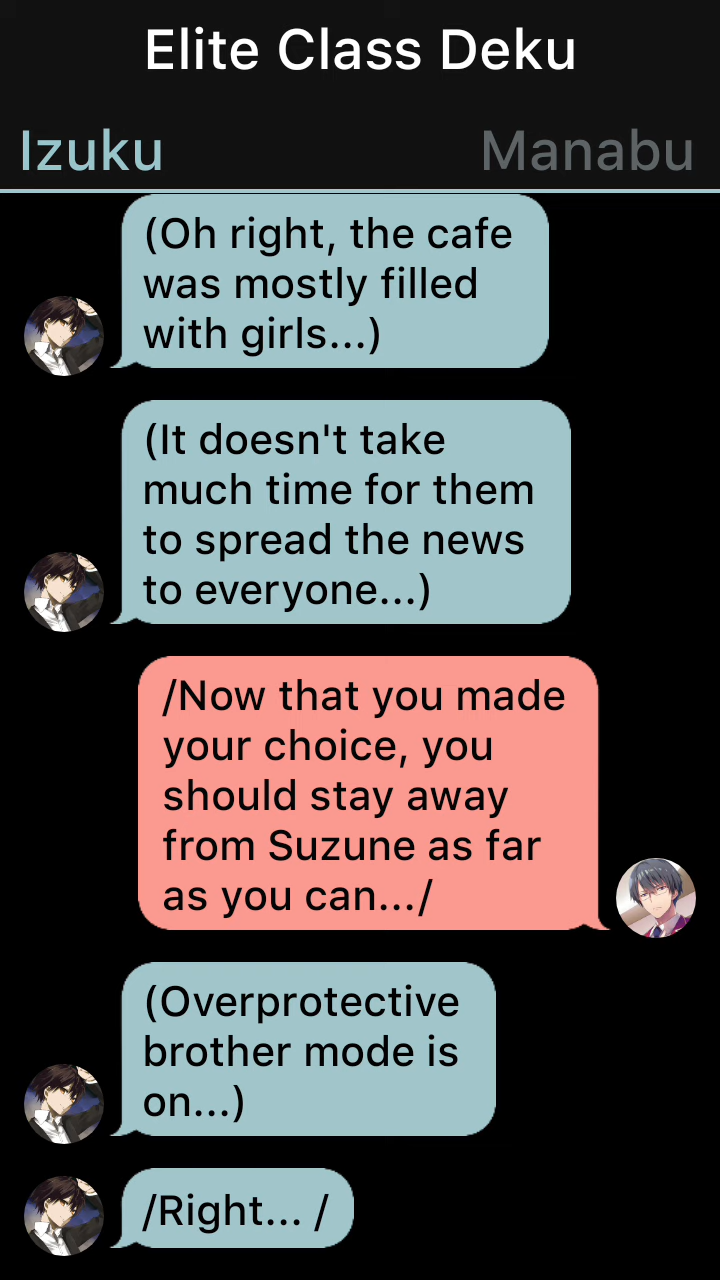 Elite Class Deku
Izuku
Manabu
(Oh right, the cafe
was mostly filled
with girls...)
(It doesn't take
much time for them
to spread the news
to everyone...)
/Now that you made
your choice, you
should stay away
from Suzune as far
as you can.../
(Overprotective
brother mode is
on...)
/Right... /